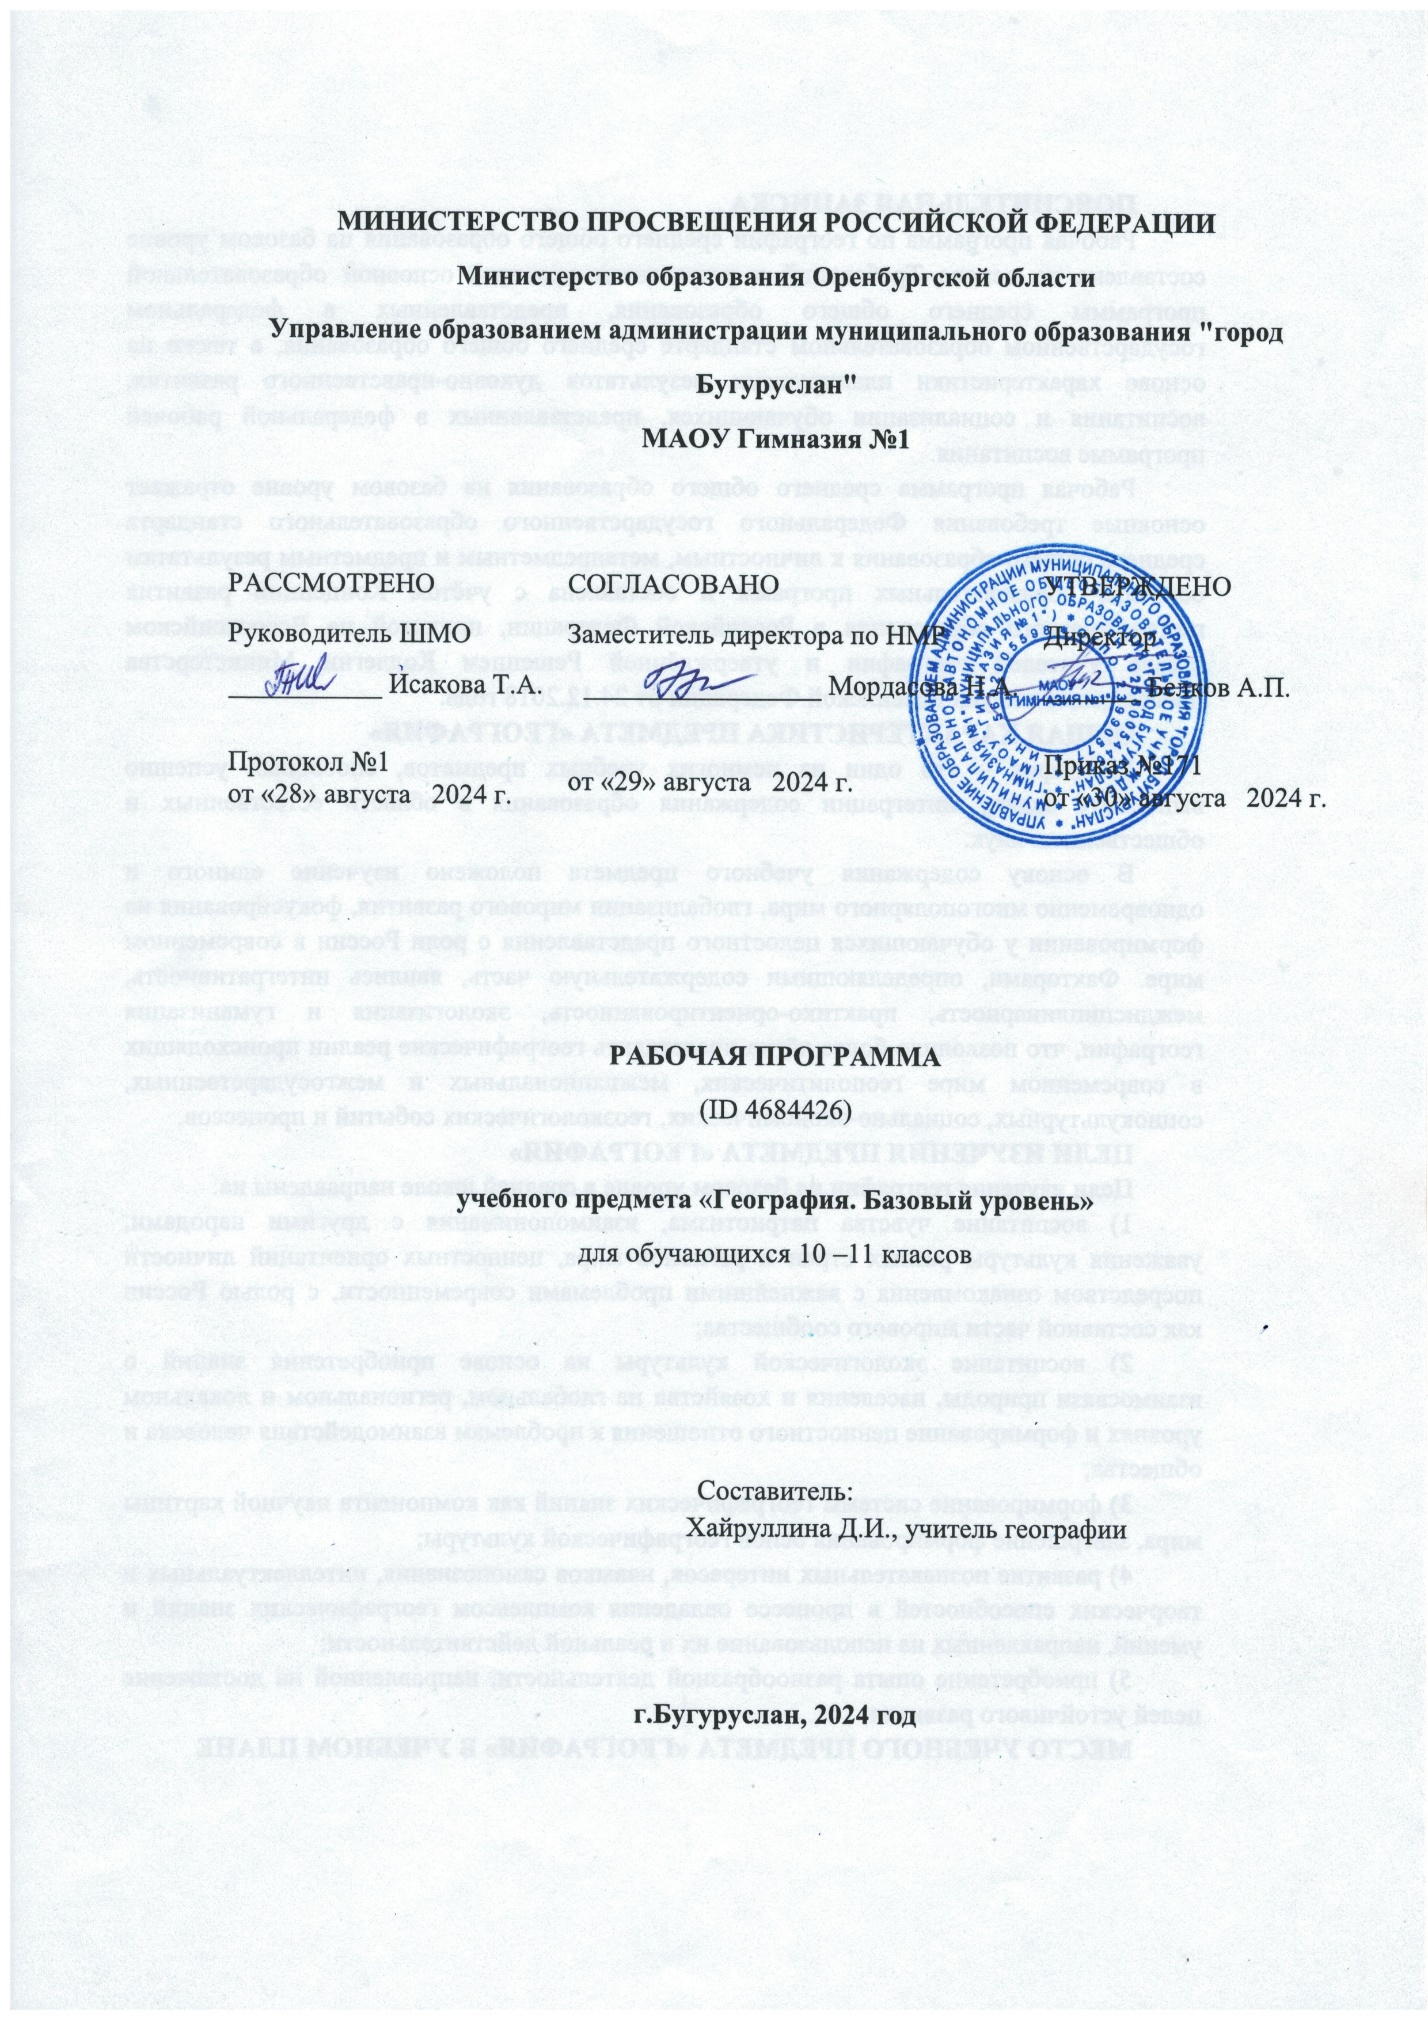 МИНИСТЕРСТВО ПРОСВЕЩЕНИЯ РОССИЙСКОЙ ФЕДЕРАЦИИ
Министерство образования Оренбургской области
Управление образованием администрации муниципального образования "город
Бугуруслан"
МАОУ Гимназия №1
РАССМОТРЕНО
Руководитель ШМО
Исакова Т.А.
Протокол №1
от «28» августа 2024 г.
СОГЛАСОВАНО
Заместитель директора по НМР
Мордасова Н.А.
от «29» августа 2024 г.
УТВЕРЖДЕНО
Директор
Белков А.П.
Приказ №171
от «30» августа 2024 г.
МАОУ
"ГИМНАЗИЯ №1"
РАБОЧАЯ ПРОГРАММА
(ID 4684426)
учебного предмета «География. Базовый уровень»
для обучающихся 10 –11 классов
Составитель:
Хайруллина Д.И., учитель географии
г.Бугуруслан, 2024 год